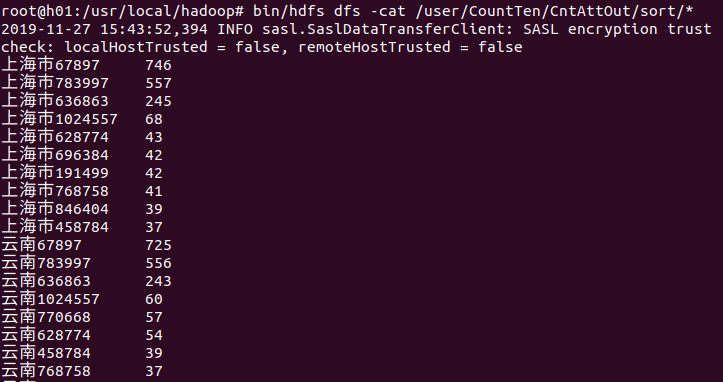 root@h01:/usr/local/hadoop# bin/hdfs dfs -cat /user/CountTen/CntAttOut/sort/*
2019-11-27 15:43:52,394 INFO sasl.SaslDataTransferClient: SASL encryption trust
check: localHostTrusted = false, remoteHostTrusted = false
上海市67897 746
上海市783997 557
上海市636863 245
上海市1024557 68
上海市628774 43
上海市696384 42
上海市191499 42
上海市768758 41
上海市846404 39
上海市458784 37
云南67897 725
云南783997 556
云南636863 243
云南1024557 60
云南770668 57
云南628774 54
云南458784 39
云南768758 37